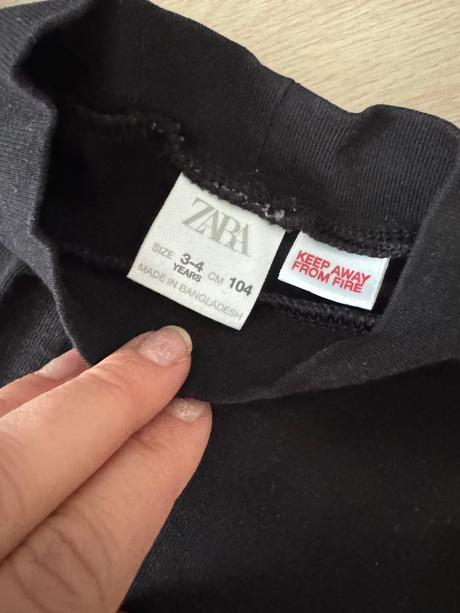 ZARA
SIZE 3-4 YEARS CM 104
MADE IN BANGLADESH
KEEP AWAY
FROM FIRE